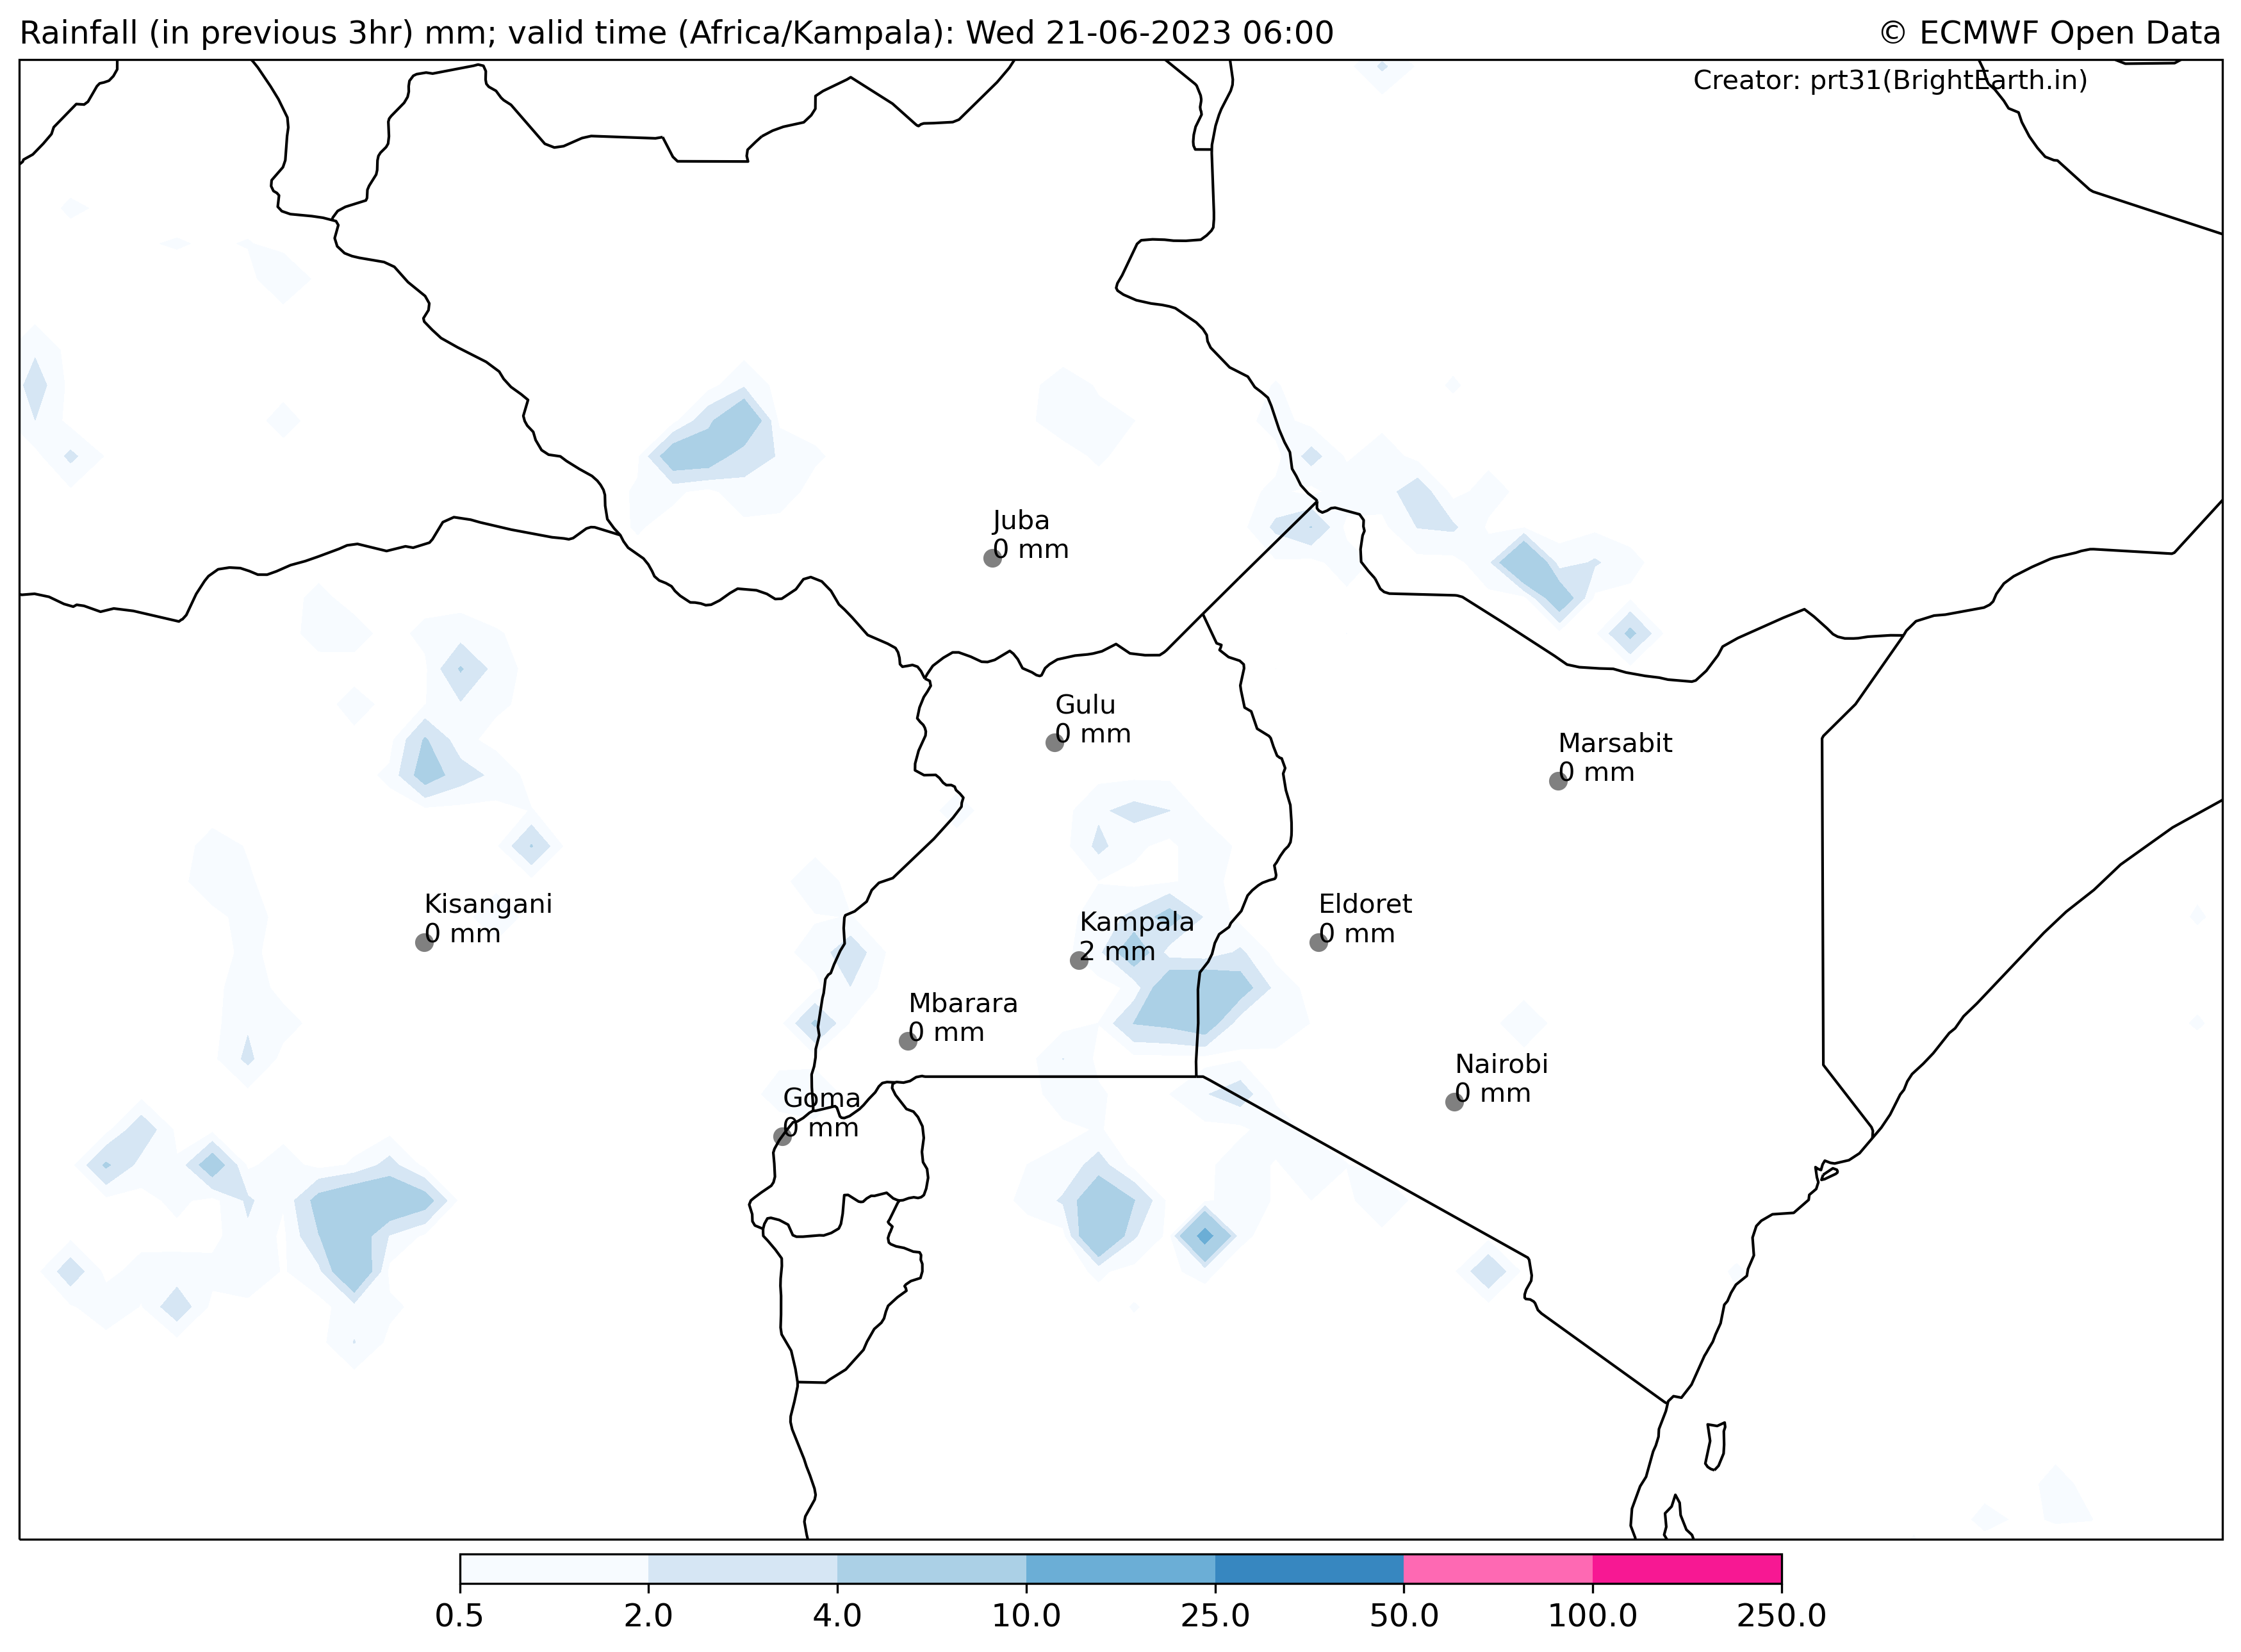 Rainfall (in previous 3hr) mm; valid time (Africa/Kampala): Wed 21-06-2023 06:00
© ECMWF Open Data
Creator: prt31(BrightEarth.in)
Juba
0 mm
Gulu
0 mm
Marsabit
0 mm
Kisangani
0 mm
Kampala
2 mm
Eldoret
0 mm
Mbarara
0 mm
Nairobi
0 mm
Goma
0 mm
0.5 2.0 4.0 10.0 25.0 50.0 100.0 250.0